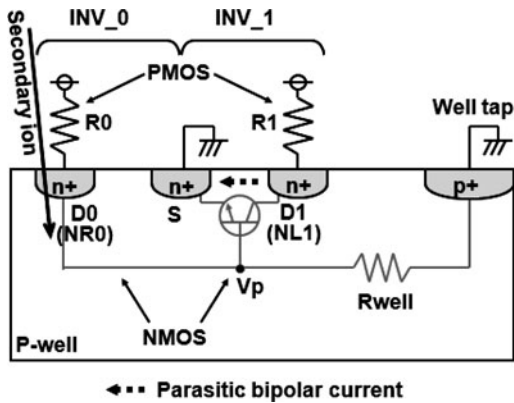 INV_0 INV_1
Secondary ion
PMOS
R0
R1
Well tap
n+ n+ n+ p+
D0
(NR0)
S
D1
(NL1)
Vp
Rwell
NMOS
P-well
Parasitic bipolar current